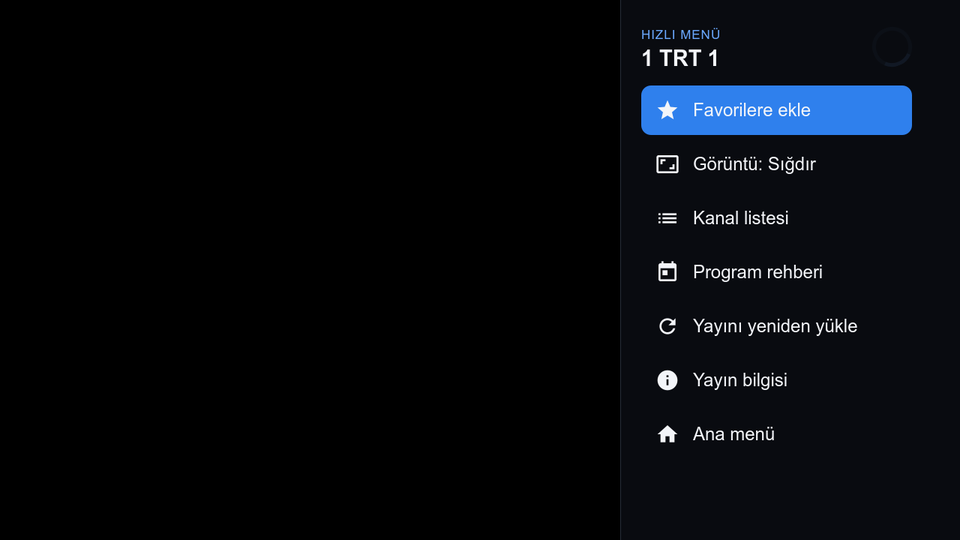 HIZLI MENÜ
1 TRT 1
Favorilere ekle
Görüntü: Sığdır
Kanal listesi
Program rehberi
Yayını yeniden yükle
Yayın bilgisi
Ana menü